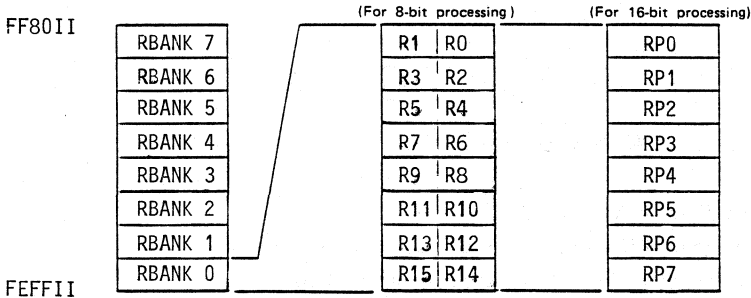 (For 8-bit processing) (For 16-bit processing)
FF80II
RBANK 7 R1 R0 RP0
RBANK 6 R3 R2 RP1
RBANK 5 R5 R4 RP2
RBANK 4 R7 R6 RP3
RBANK 3 R9 R8 RP4
RBANK 2 R11 R10 RP5
RBANK 1 R13 R12 RP6
RBANK 0 R15 R14 RP7
FEFFII